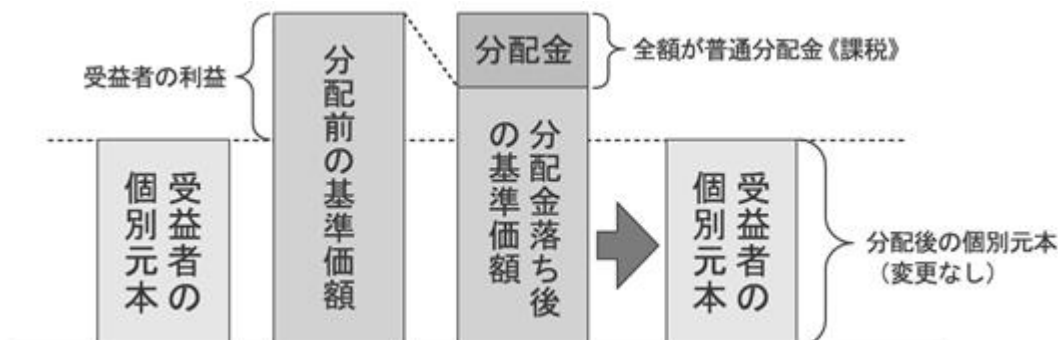 受益者の利益
受益者の
個別元本
分配前の基準価額
分配金
全額が普通分配金《課税》
分配金落ち後
の基準価額
受益者の
個別元本
分配後の個別元本
（変更なし）